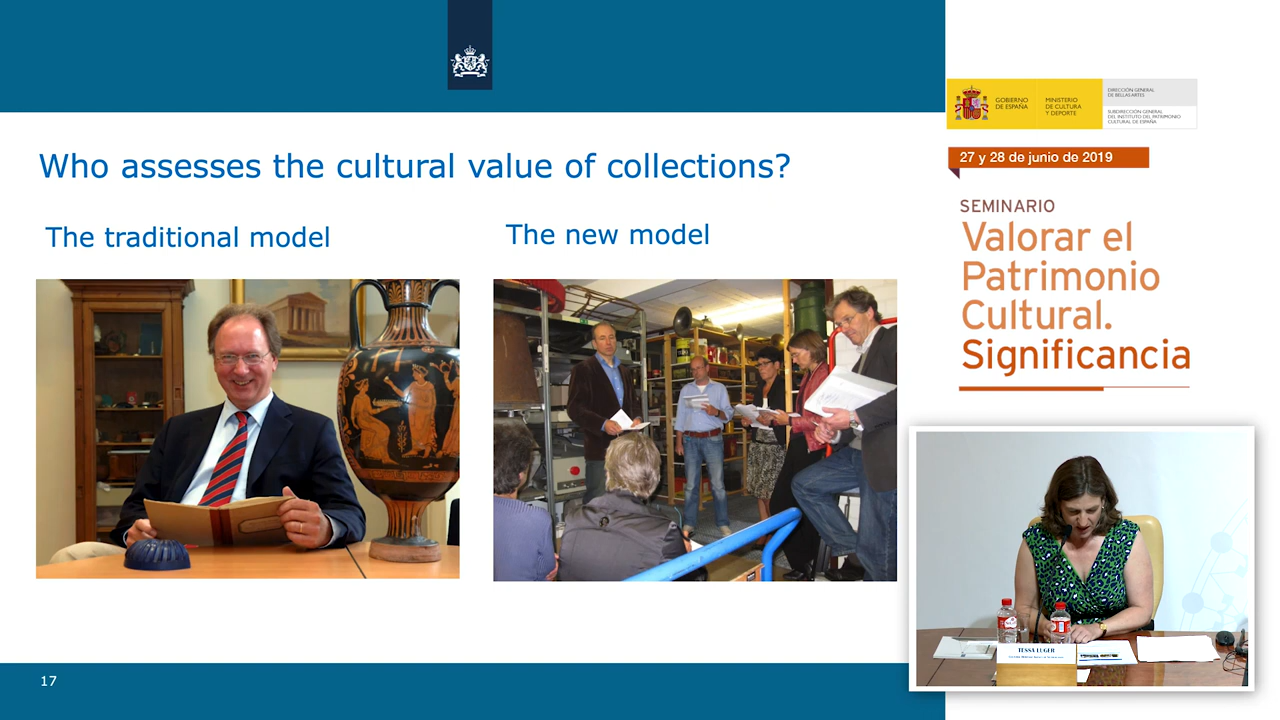 Who assesses the cultural value of collections?
The traditional model
The new model
17
GOBIERNO
DE ESPAÑA
MINISTERIO
DE CULTURA
Y DEPORTE
DIRECCIÓN GENERAL
DE BELLAS ARTES
SUBDIRECCIÓN GENERAL
DEL INSTITUTO DEL PATRIMONIO
CULTURAL DE ESPAÑA
27 y 28 de junio de 2019
SEMINARIO
Valorar el
Patrimonio
Cultural.
Significancia
TESSA LUGER